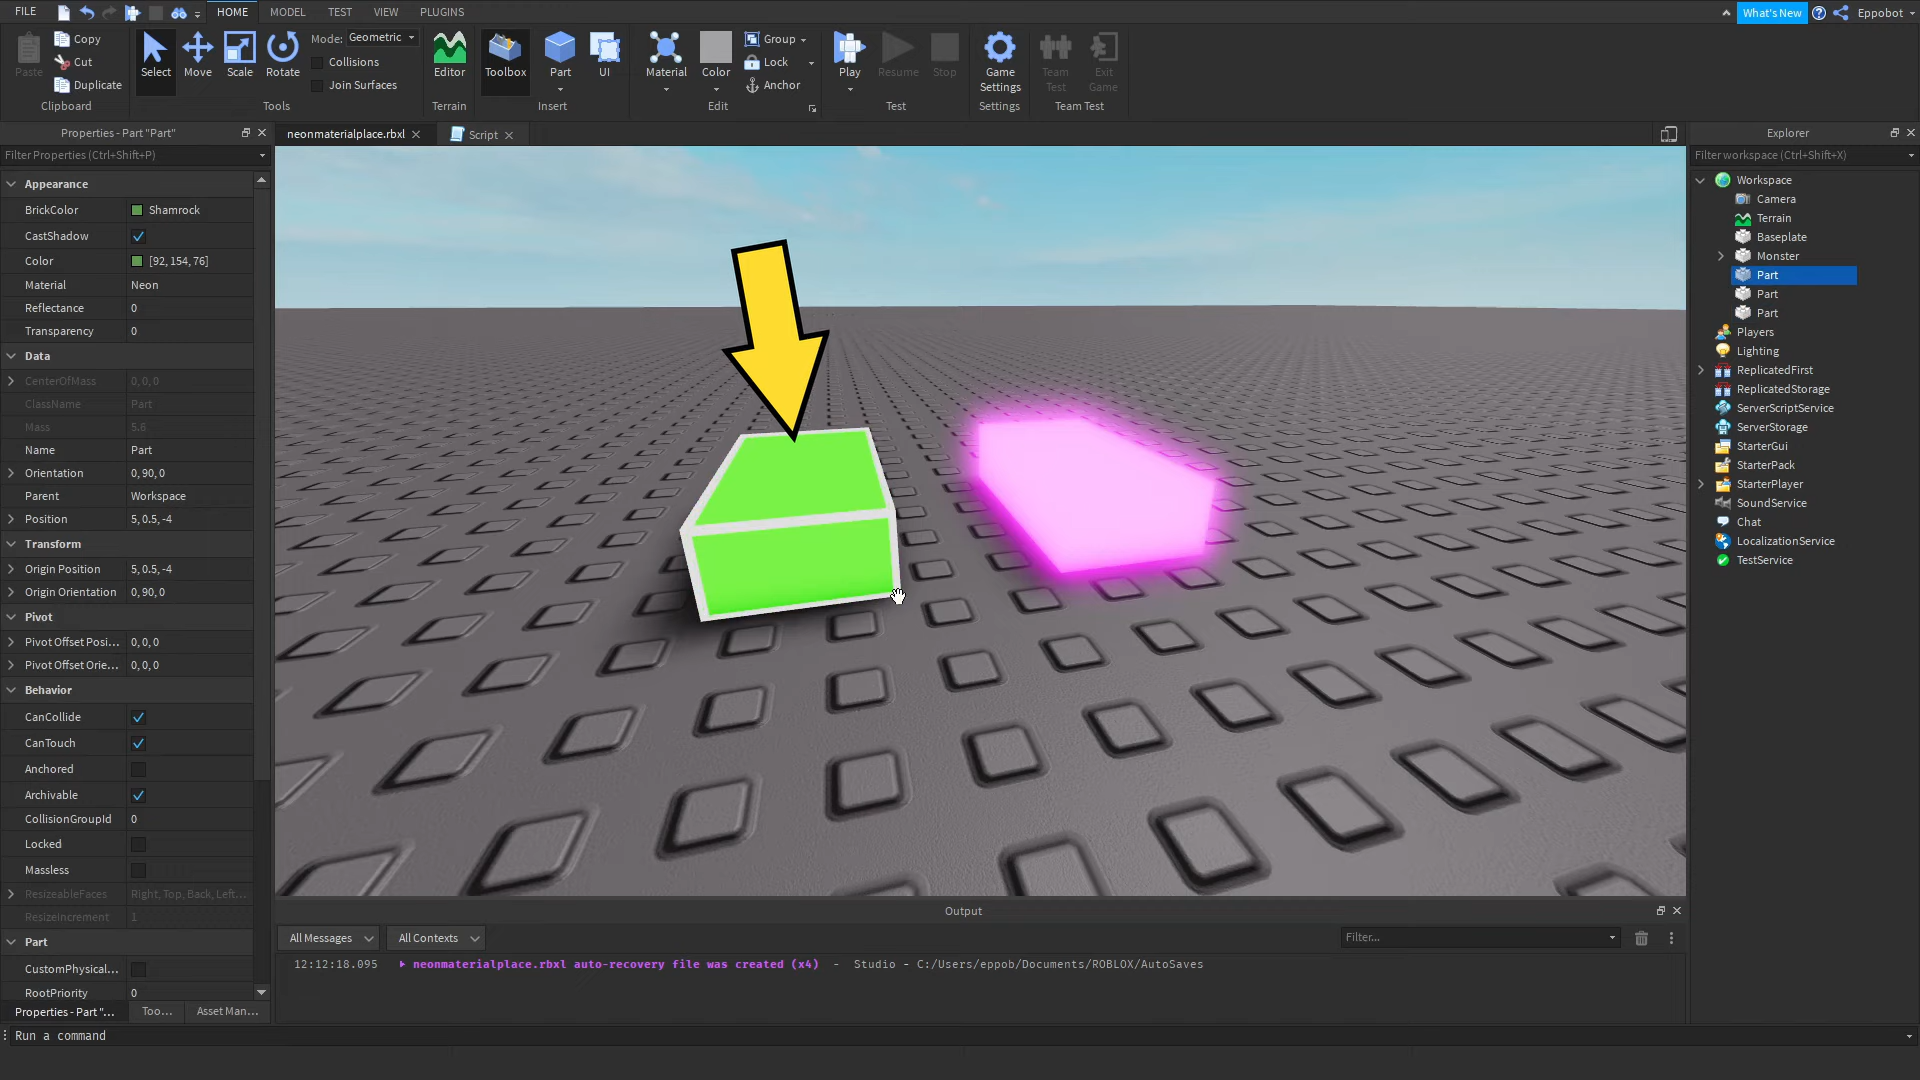 FILE HOME MODEL TEST VIEW PLUGINS What's New Eppobot
Paste Copy Cut Duplicate
Clipboard
Select Move Scale Rotate
Mode: Geometric
Collisions
Join Surfaces
Tools
Editor
Terrain
Toolbox Part UI
Insert
Material Color
Group
Lock
Anchor
Edit
Play Resume Stop
Test
Game Settings
Settings
Team Test
Exit Game
Team Test
Properties - Part "Part"
Filter Properties (Ctrl+Shift+P)
Appearance
BrickColor Shamrock
CastShadow
Color [92, 154, 76]
Material Neon
Reflectance 0
Transparency 0
Data
CenterOfMass 0, 0, 0
ClassName Part
Mass 5.8
Name Part
Orientation 0, 90, 0
Parent Workspace
Position 5, 0.5, -4
Transform
Origin Position 5, 0.5, -4
Origin Orientation 0, 90, 0
Pivot
Pivot Offset Posi... 0, 0, 0
Pivot Offset Orie... 0, 0, 0
Behavior
CanCollide
CanTouch
Anchored
Archivable
CollisionGroupId 0
Locked
Massless
ResizeableFaces Right, Top, Back, Left...
ResizeIncrement 1
Part
CustomPhysical...
RootPriority 0
Properties - Part "... Too... Asset Man...
neonmaterialplace.rbxl Script
Output
All Messages All Contexts Filter...
12:12:18.095 neonmaterialplace.rbxl auto-recovery file was created (x4) - Studio - C:/Users/eppob/Documents/ROBLOX/AutoSaves
Explorer
Filter workspace (Ctrl+Shift+X)
Workspace
Camera
Terrain
Baseplate
Monster
Part
Part
Part
Players
Lighting
ReplicatedFirst
ReplicatedStorage
ServerScriptService
ServerStorage
StarterGui
StarterPack
StarterPlayer
SoundService
Chat
LocalizationService
TestService
Run a command